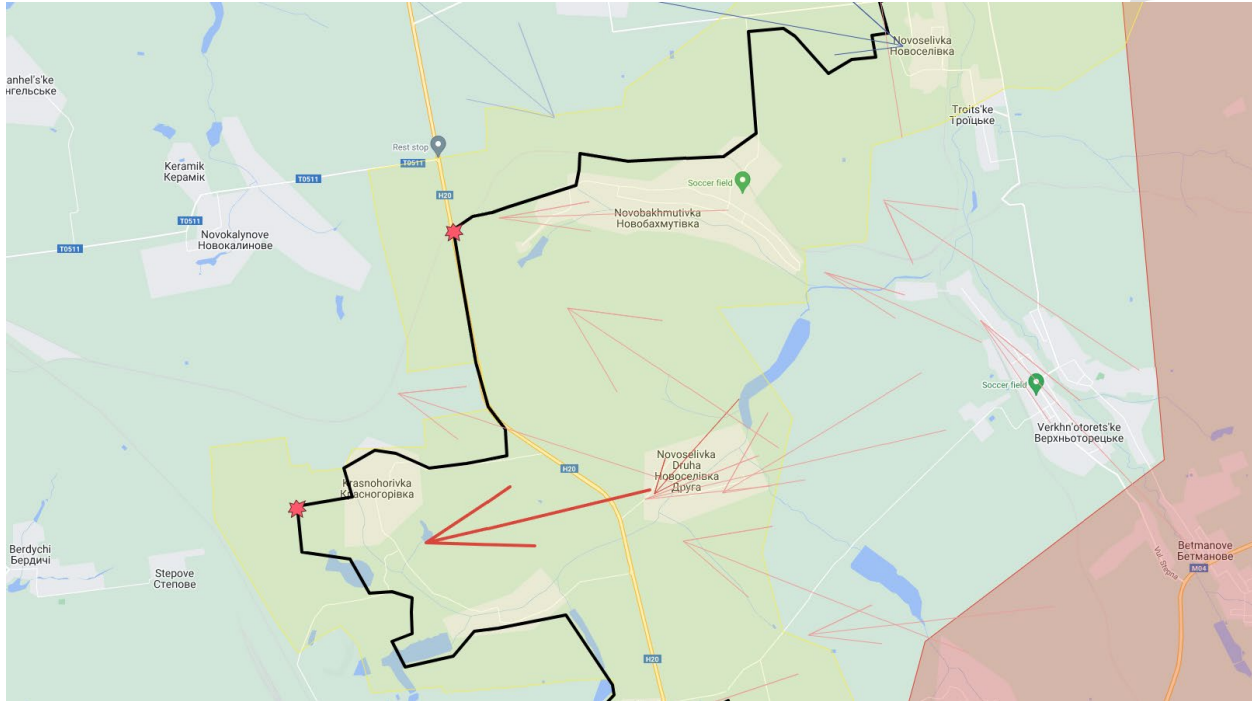 Novoselivka
Новоселівка
anhel's'ke
нгельське
Troits'ke
Троїцьке
Rest stop
T0511
Keramik
Керамік
T0511
H20
Soccer field
Novobakhmutivka
Новобахмутівка
T0511
Novokalynove
Новокалинове
T0511
Soccer field
Verkhn'otorets'ke
Верхньоторецьке
Novoselivka
Druha
Новоселівка
Друга
H20
Krasnohorivka
Красногорівка
Berdychi
Бердичі
Stepove
Степове
Betmanove
Бетманове
M04
Vul. Stepna
H20